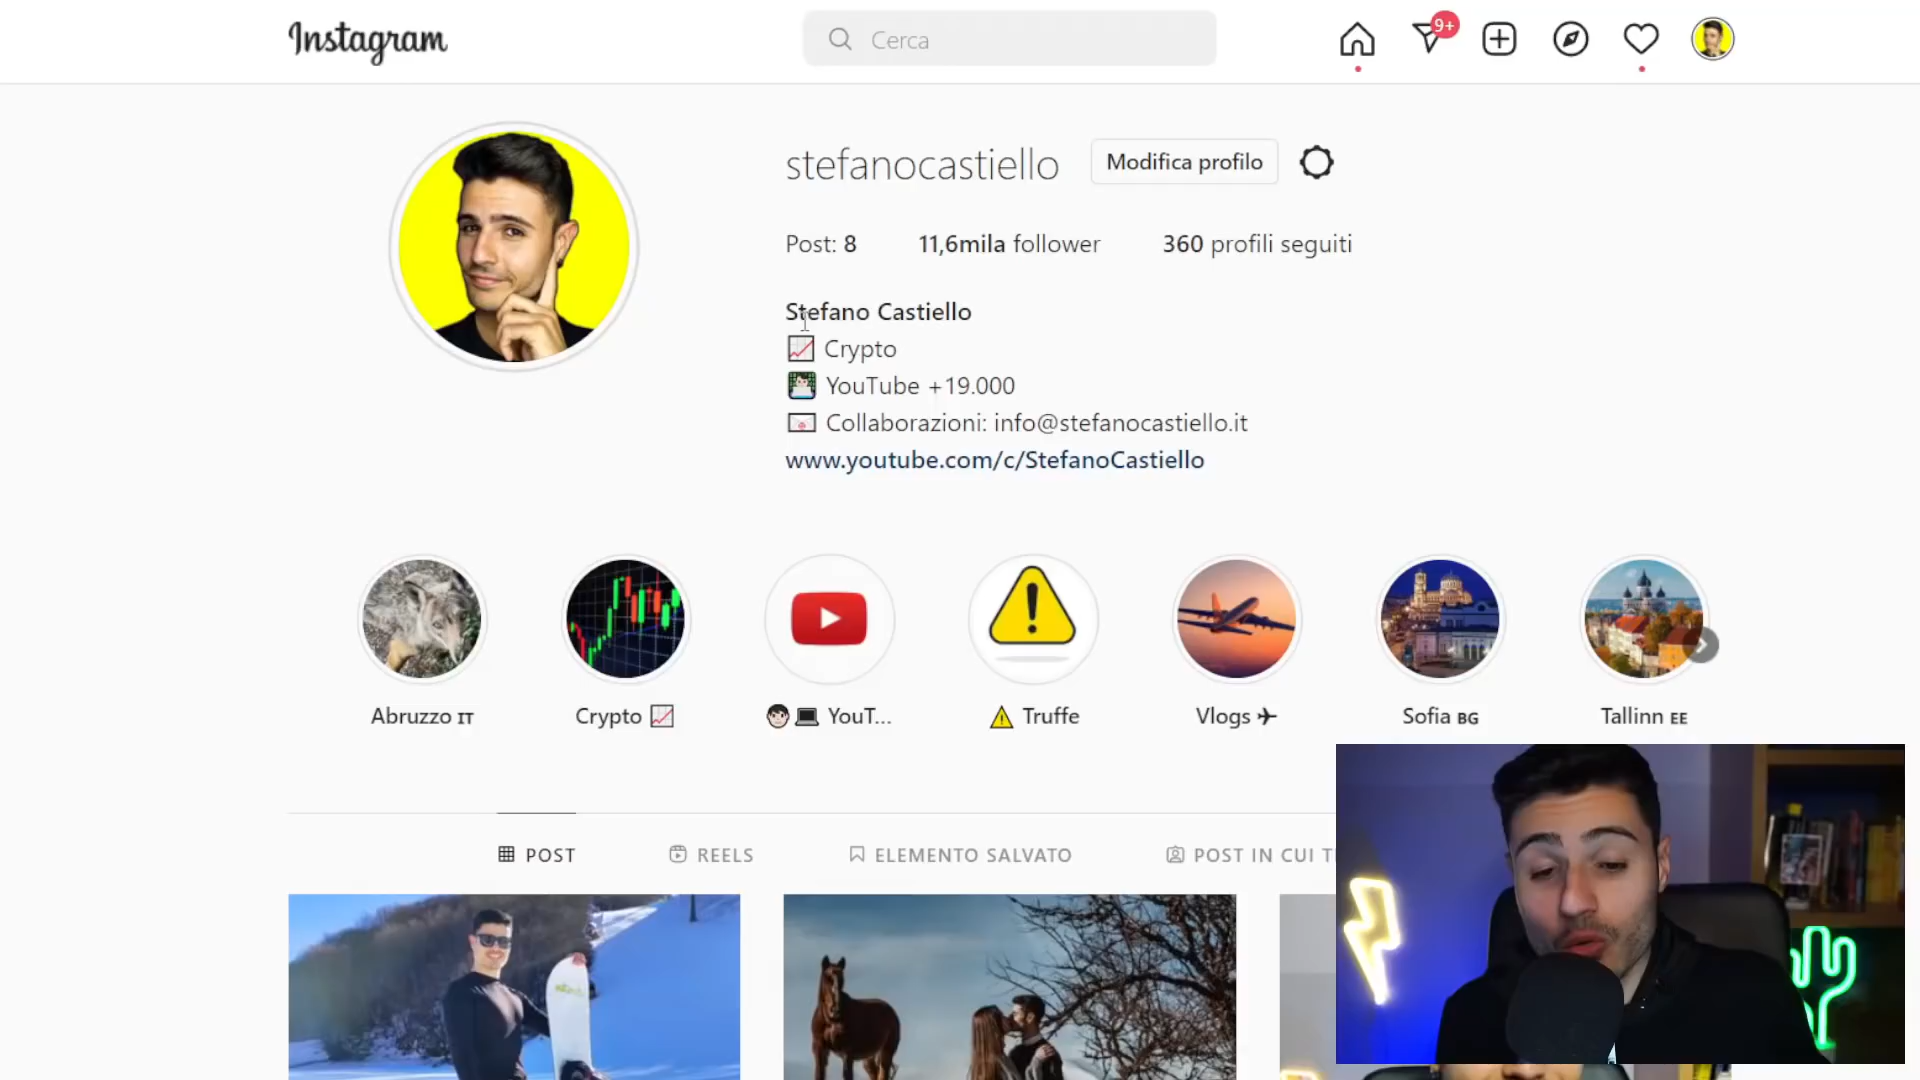 Instagram
Cerca
9+
stefanocastiello
Modifica profilo
Post: 8
11,6mila follower
360 profili seguiti
Stefano Castiello
Crypto
YouTube +19.000
Collaborazioni: info@stefanocastiello.it
www.youtube.com/c/StefanoCastiello
Abruzzo IT
Crypto
YouT...
Truffe
Vlogs
Sofia BG
Tallinn EE
POST
REELS
ELEMENTO SALVATO
POST IN CUI T